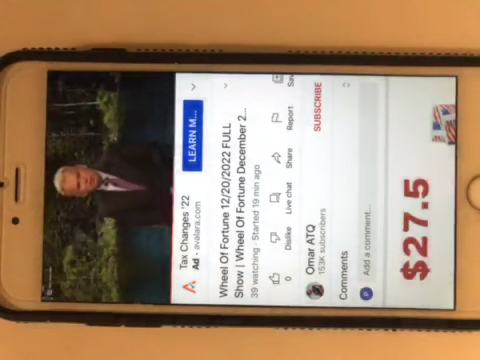 Tax Changes '22
Ad · avalara.com
LEARN M...
Wheel Of Fortune 12/20/2022 FULL
Show | Wheel Of Fortune December 2...
39 watching · Started 19 min ago
0
Dislike
Live chat
Share
Report
Omar ATQ
153K subscribers
SUBSCRIBE
Comments
P
Add a comment...
$27.5